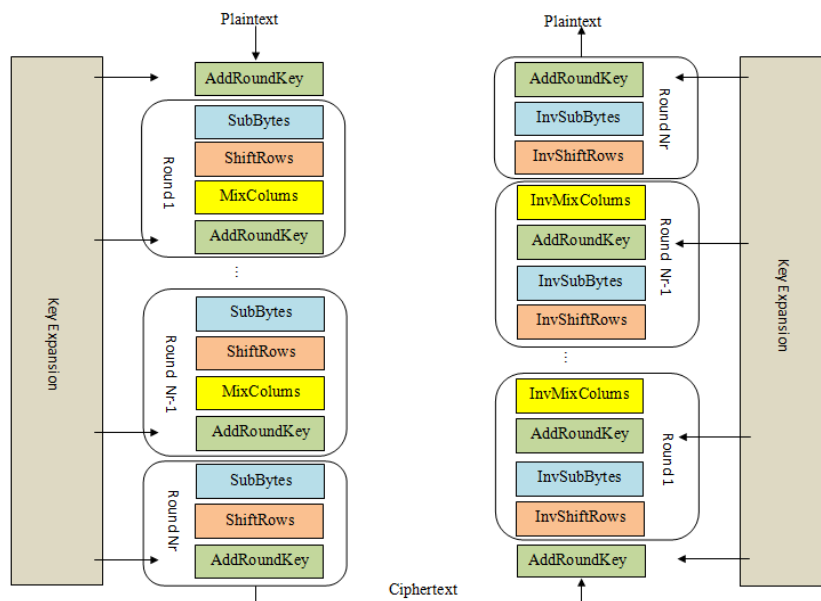 Plaintext
Key Expansion
AddRoundKey
Round 1
SubBytes
ShiftRows
MixColums
AddRoundKey
...
Round Nr-1
SubBytes
ShiftRows
MixColums
AddRoundKey
Round Nr
SubBytes
ShiftRows
AddRoundKey
Plaintext
AddRoundKey
InvSubBytes
InvShiftRows
Round Nr
InvMixColums
AddRoundKey
InvSubBytes
InvShiftRows
Round Nr-1
...
InvMixColums
AddRoundKey
InvSubBytes
InvShiftRows
Round 1
AddRoundKey
Key Expansion
Ciphertext